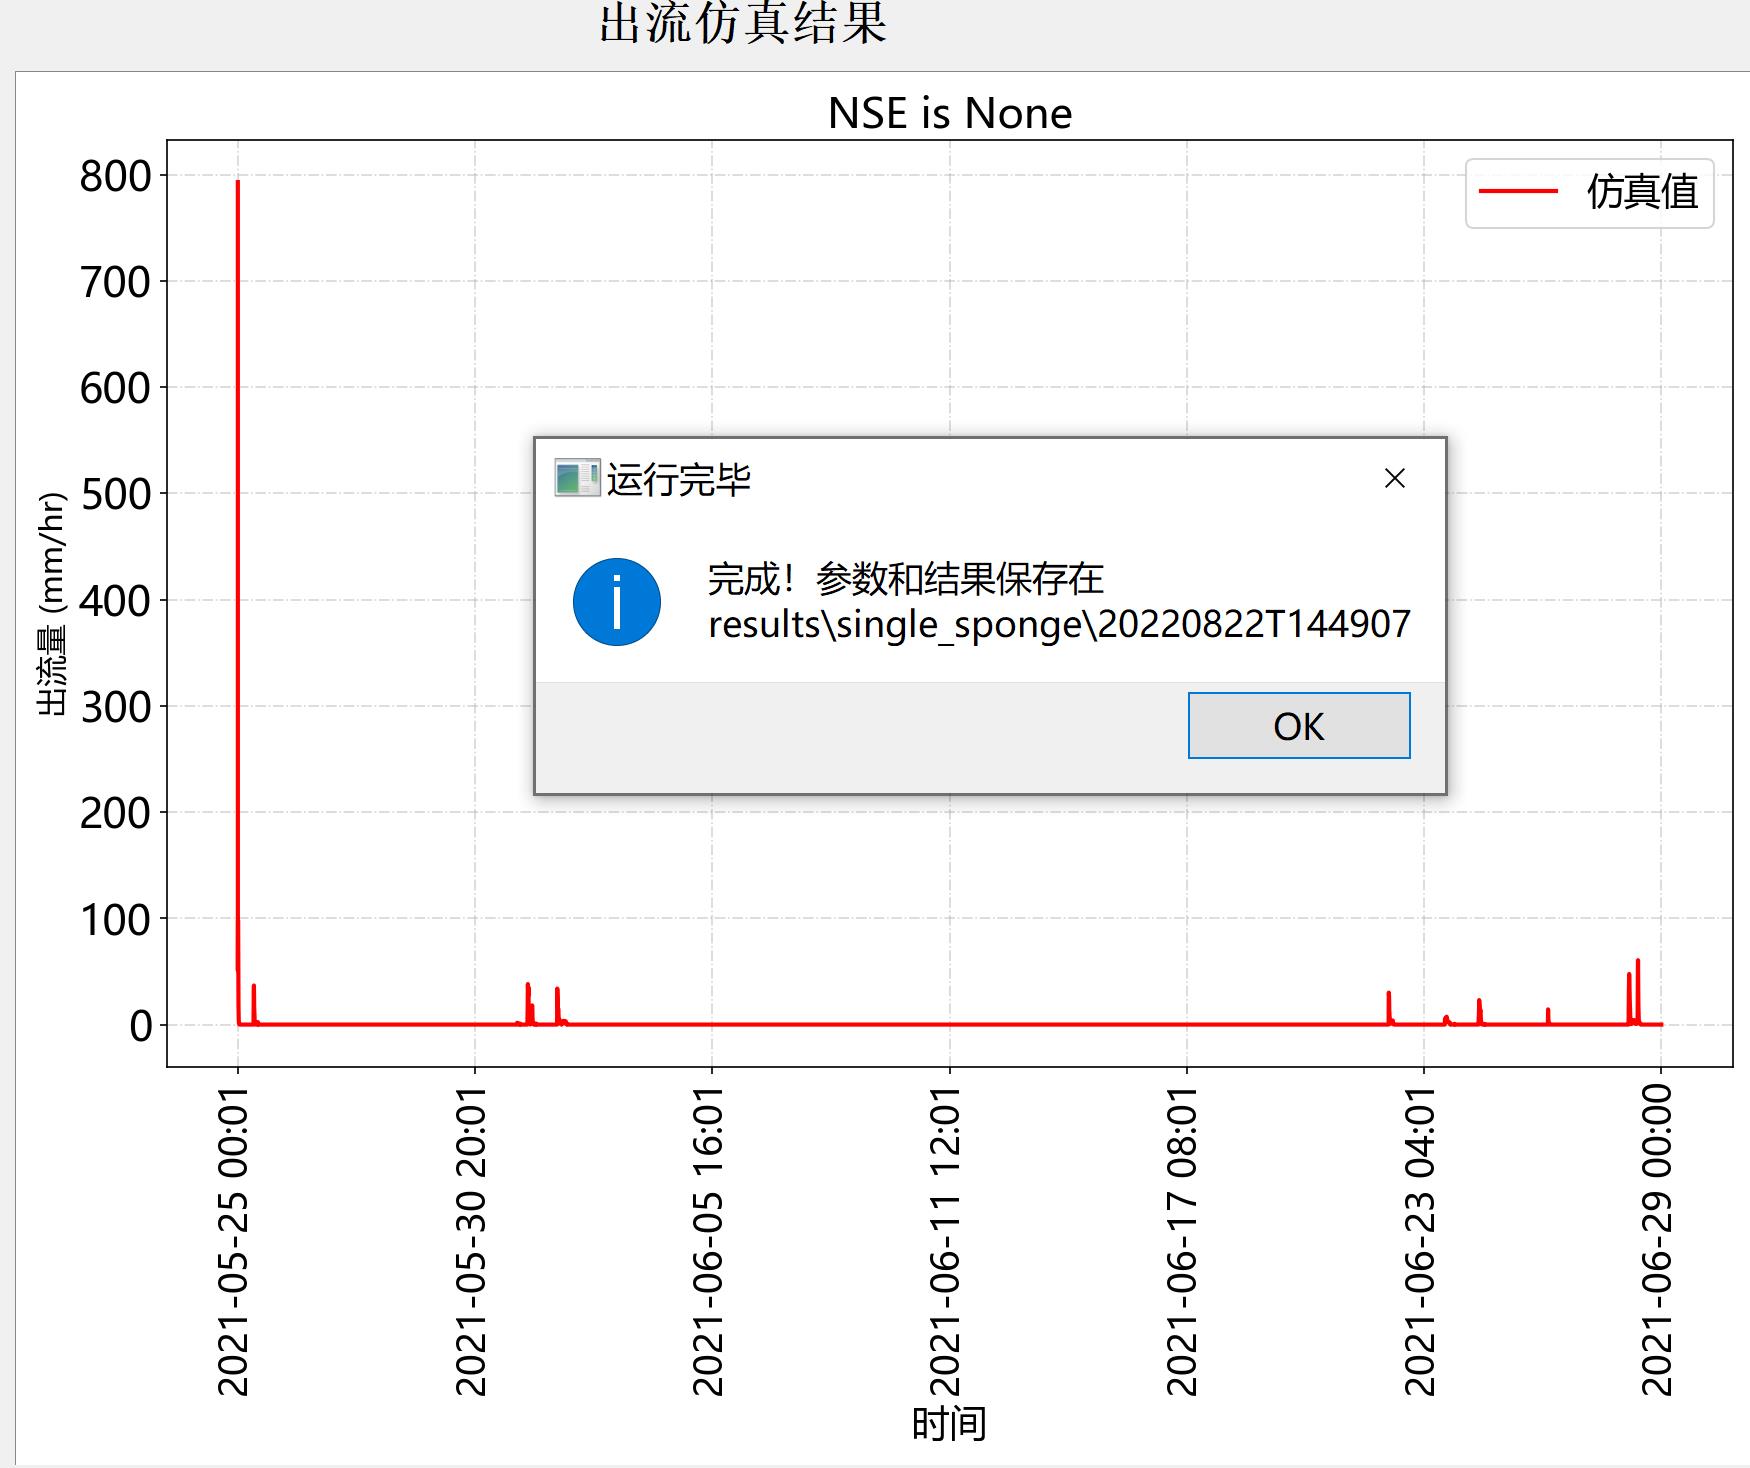 出流仿真结果
NSE is None
仿真值
800
700
600
500
400
300
200
100
0
出流量 (mm/hr)
运行完毕
完成！参数和结果保存在
results\single_sponge\20220822T144907
OK
2021-05-25 00:01
2021-05-30 20:01
2021-06-05 16:01
2021-06-11 12:01
2021-06-17 08:01
2021-06-23 04:01
2021-06-29 00:00
时间